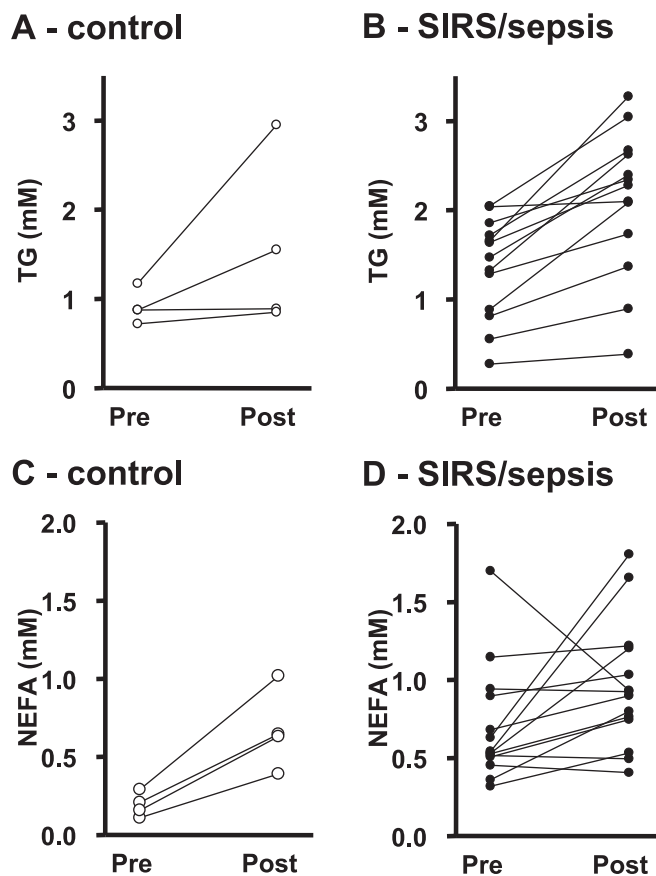 A - control
B - SIRS/sepsis
TG (mM)
3
2
1
0
Pre
Post
TG (mM)
3
2
1
0
Pre
Post
C - control
D - SIRS/sepsis
NEFA (mM)
2.0
1.5
1.0
0.5
0.0
Pre
Post
NEFA (mM)
2.0
1.5
1.0
0.5
0.0
Pre
Post